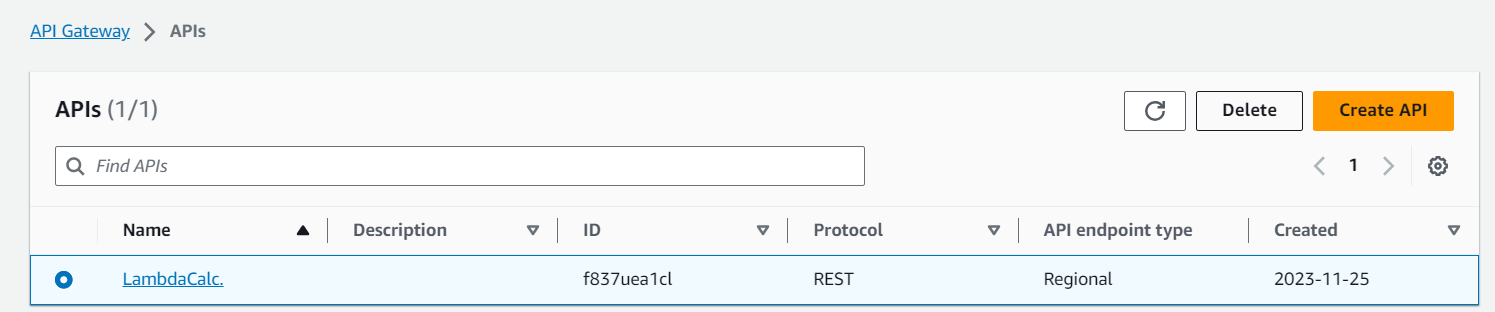 API Gateway > APIs
APIs (1/1)
Delete
Create API
Find APIs
1
Name Description ID Protocol API endpoint type Created
LambdaCalc. f837uea1cl REST Regional 2023-11-25